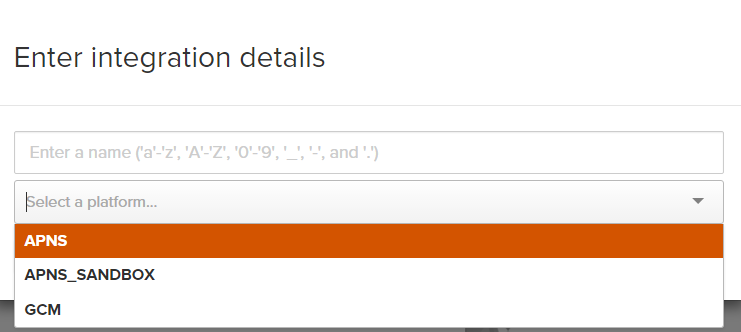 Enter integration details
Enter a name ('a'-'z', 'A'-'Z', '0'-'9', '_', '-', and '.')
Select a platform...
APNS
APNS_SANDBOX
GCM